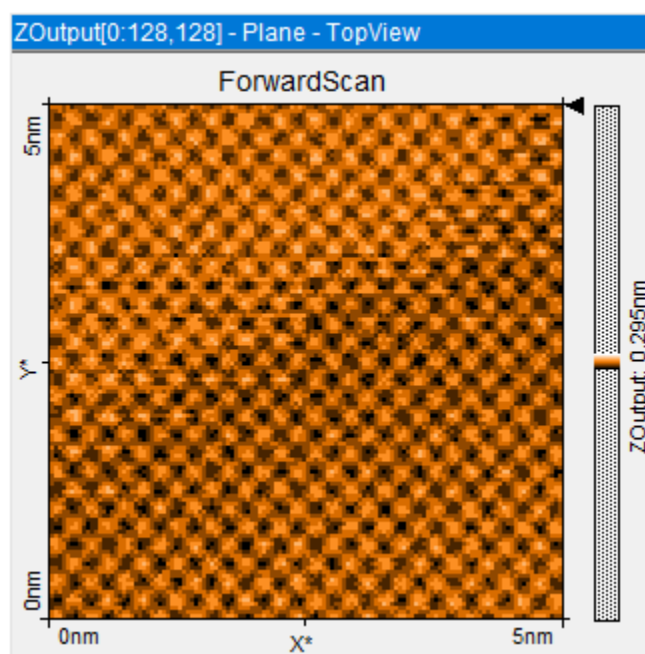 ZOutput[0:128,128] - Plane - TopView
ForwardScan
5nm
Y*
0nm
0nm
X*
5nm
ZOutput: 0.295nm